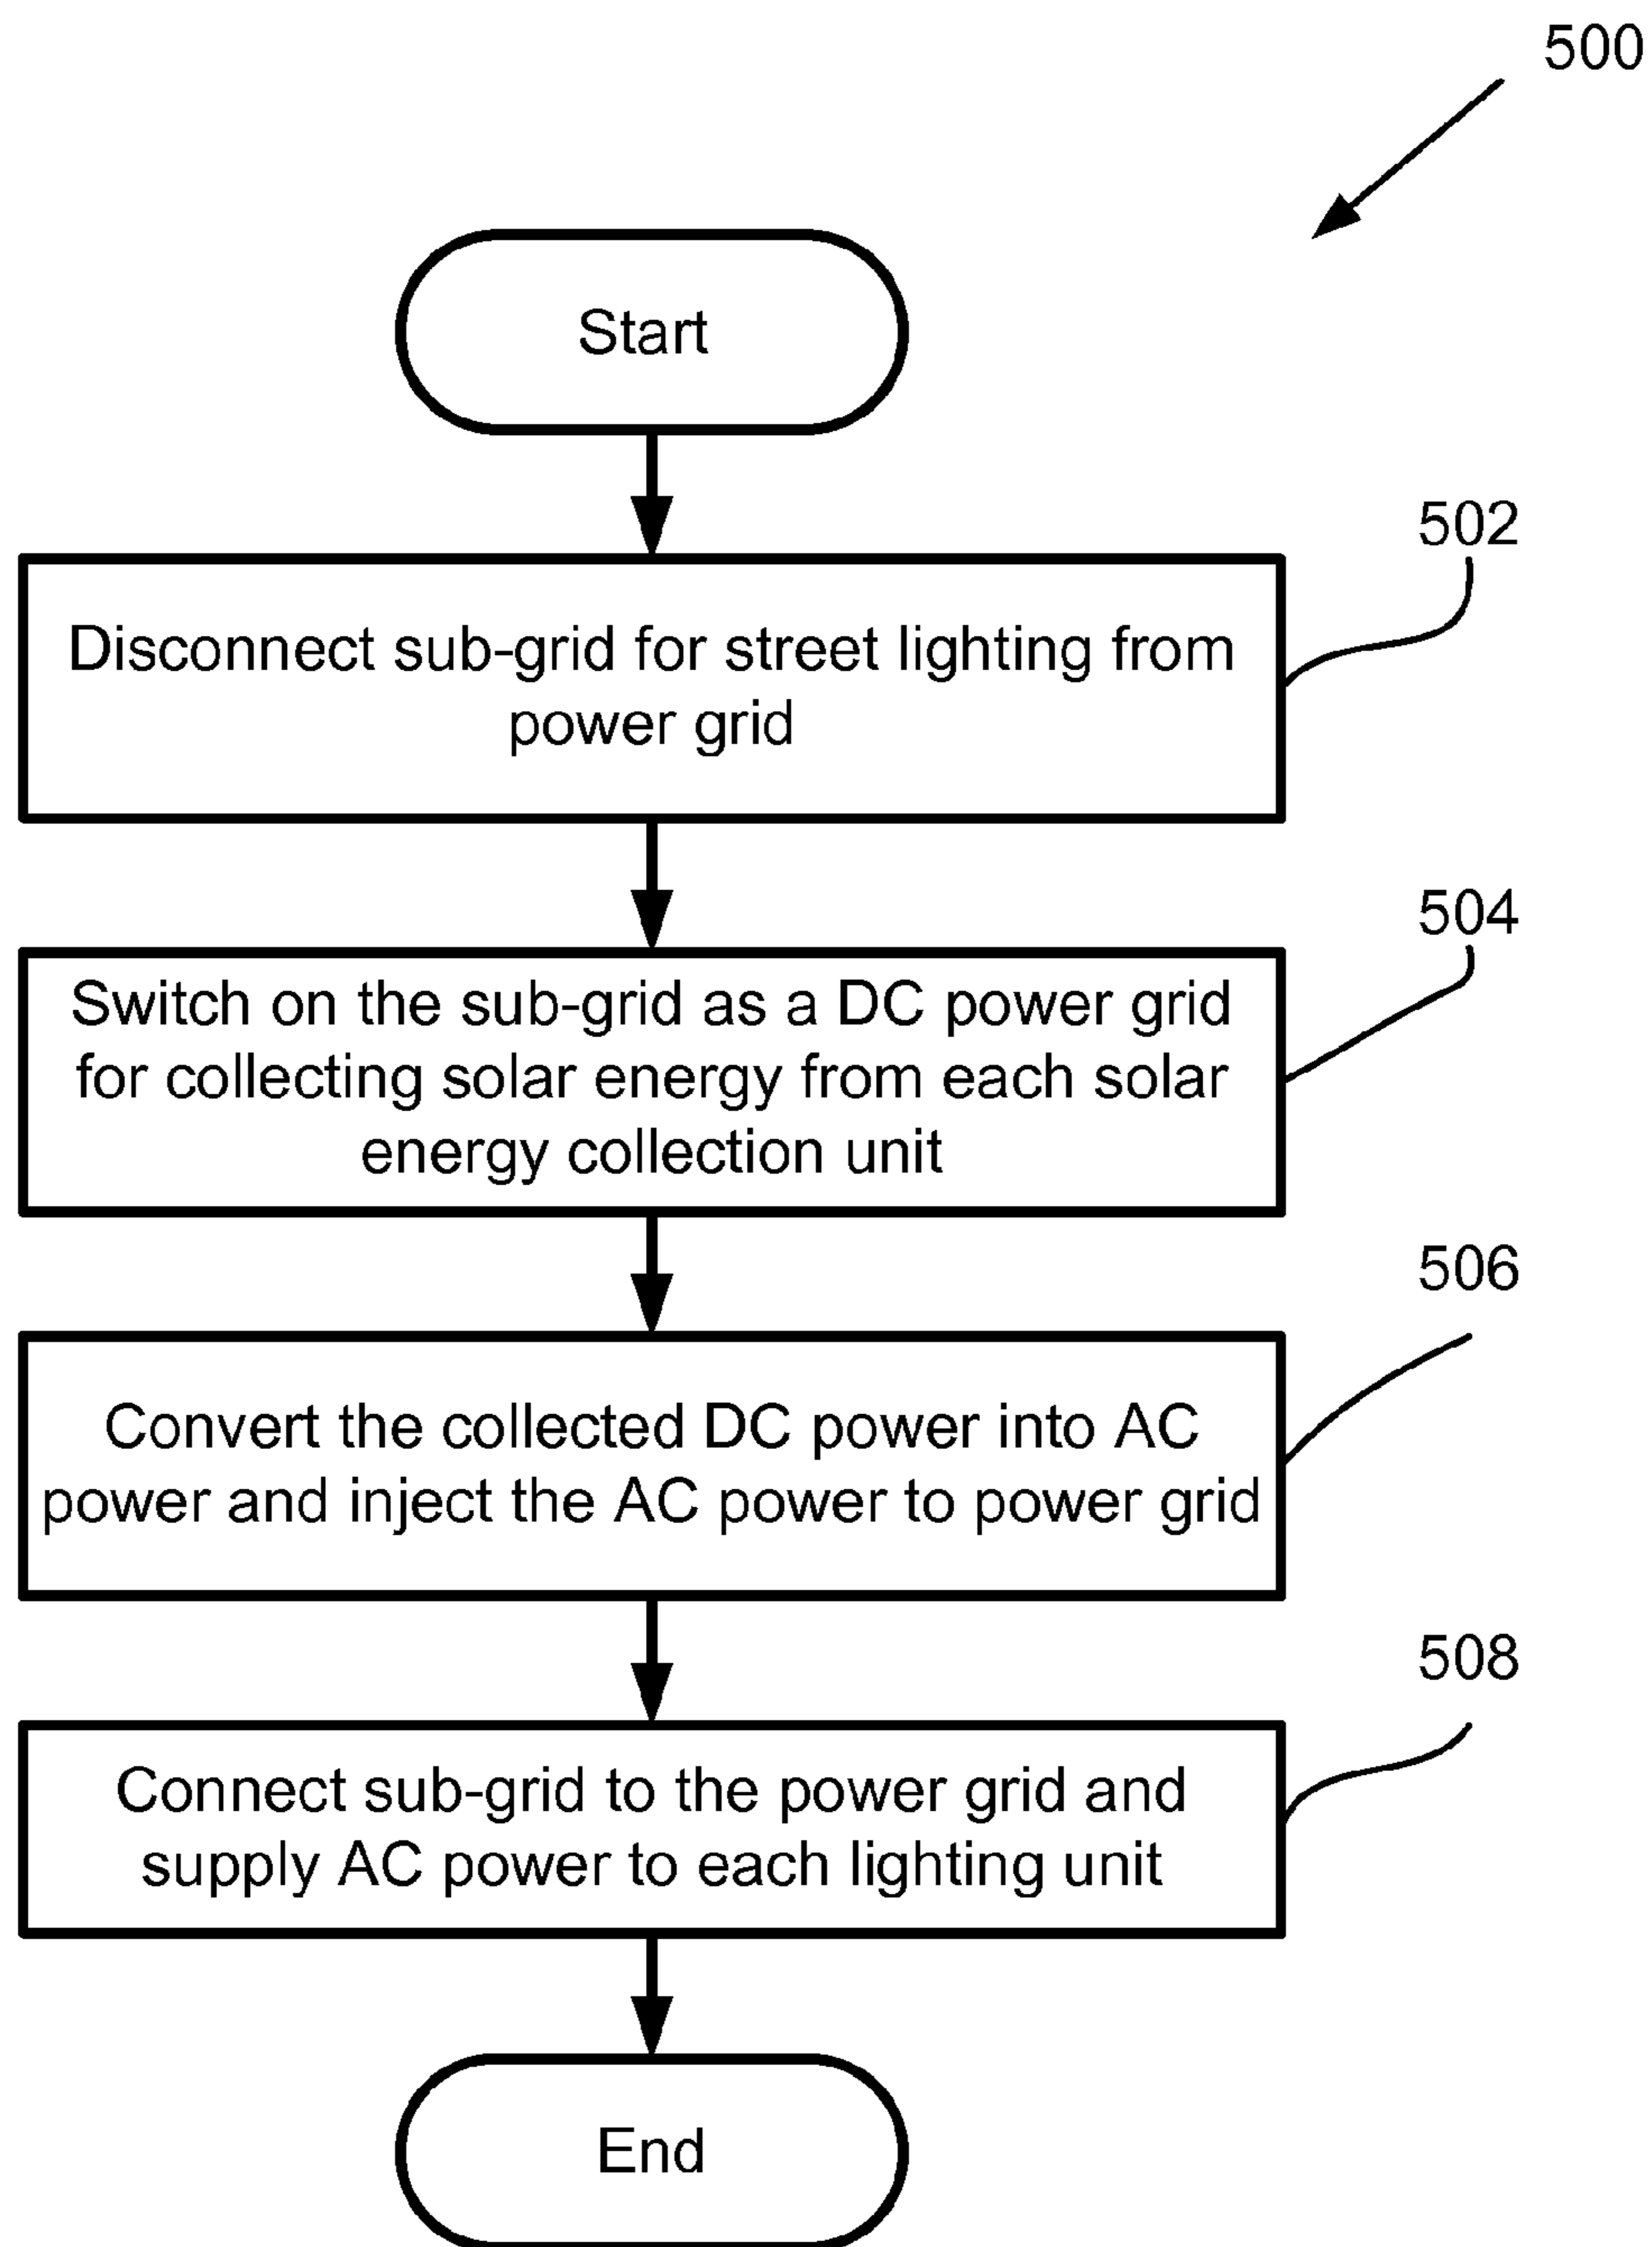 500
Start
502
Disconnect sub-grid for street lighting from
power grid
504
Switch on the sub-grid as a DC power grid
for collecting solar energy from each solar
energy collection unit
506
Convert the collected DC power into AC
power and inject the AC power to power grid
508
Connect sub-grid to the power grid and
supply AC power to each lighting unit
End